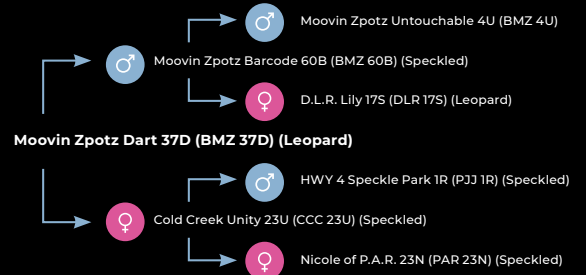 Moovin Zpotz Untouchable 4U (BMZ 4U)
Moovin Zpotz Barcode 60B (BMZ 60B) (Speckled)
D.L.R. Lily 17S (DLR 17S) (Leopard)
Moovin Zpotz Dart 37D (BMZ 37D) (Leopard)
HWY 4 Speckle Park 1R (PJJ 1R) (Speckled)
Cold Creek Unity 23U (CCC 23U) (Speckled)
Nicole of P.A.R. 23N (PAR 23N) (Speckled)